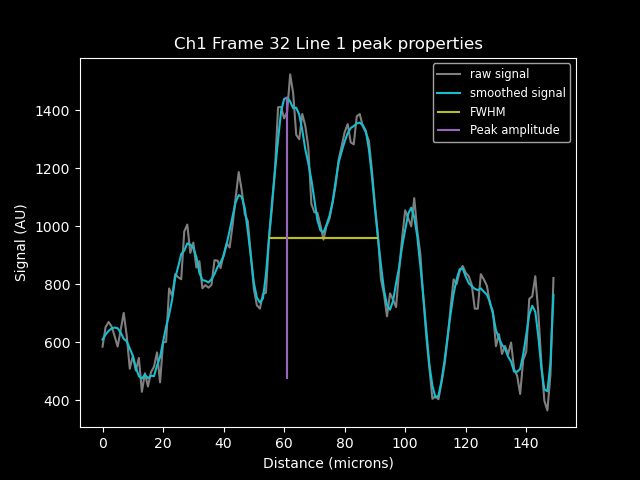 Ch1 Frame 32 Line 1 peak properties
raw signal
smoothed signal
FWHM
Peak amplitude
Signal (AU)
1400
1200
1000
800
600
400
0 20 40 60 80 100 120 140
Distance (microns)